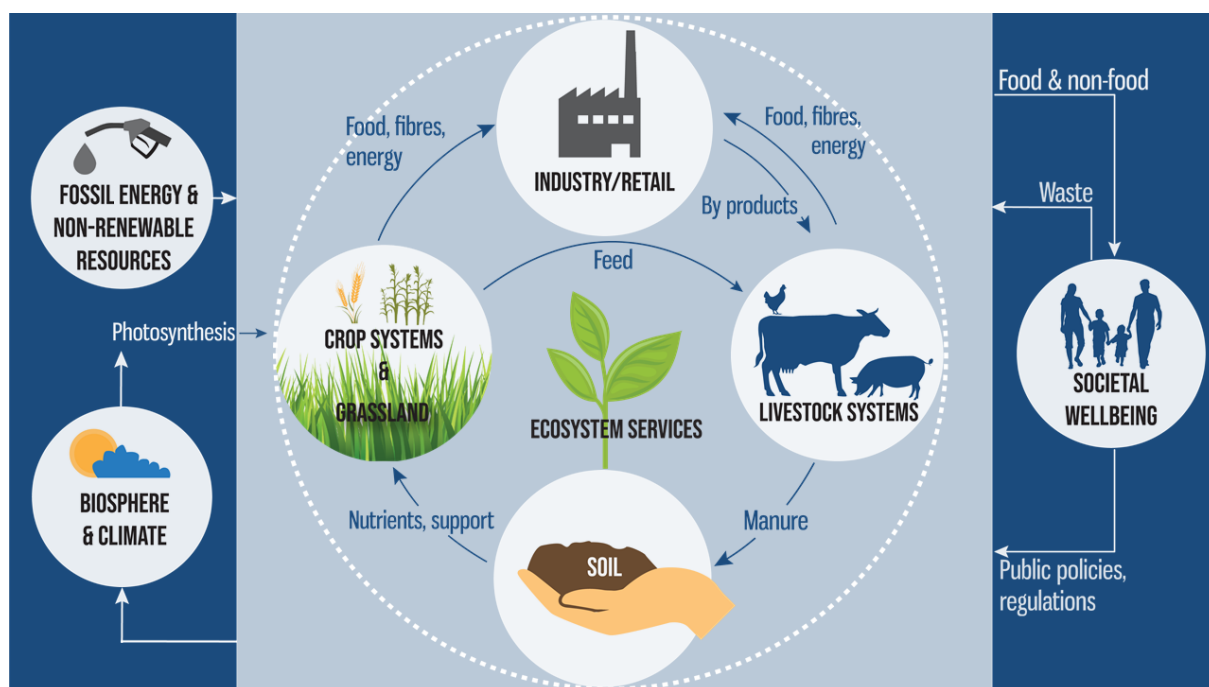 FOSSIL ENERGY &
NON-RENEWABLE
RESOURCES
Photosynthesis
BIOSPHERE
& CLIMATE
Food, fibres,
energy
INDUSTRY/RETAIL
Food, fibres,
energy
By products
Feed
CROP SYSTEMS
&
GRASSLAND
ECOSYSTEM SERVICES
LIVESTOCK SYSTEMS
Nutrients, support
Manure
SOIL
Food & non-food
Waste
SOCIETAL
WELLBEING
Public policies,
regulations